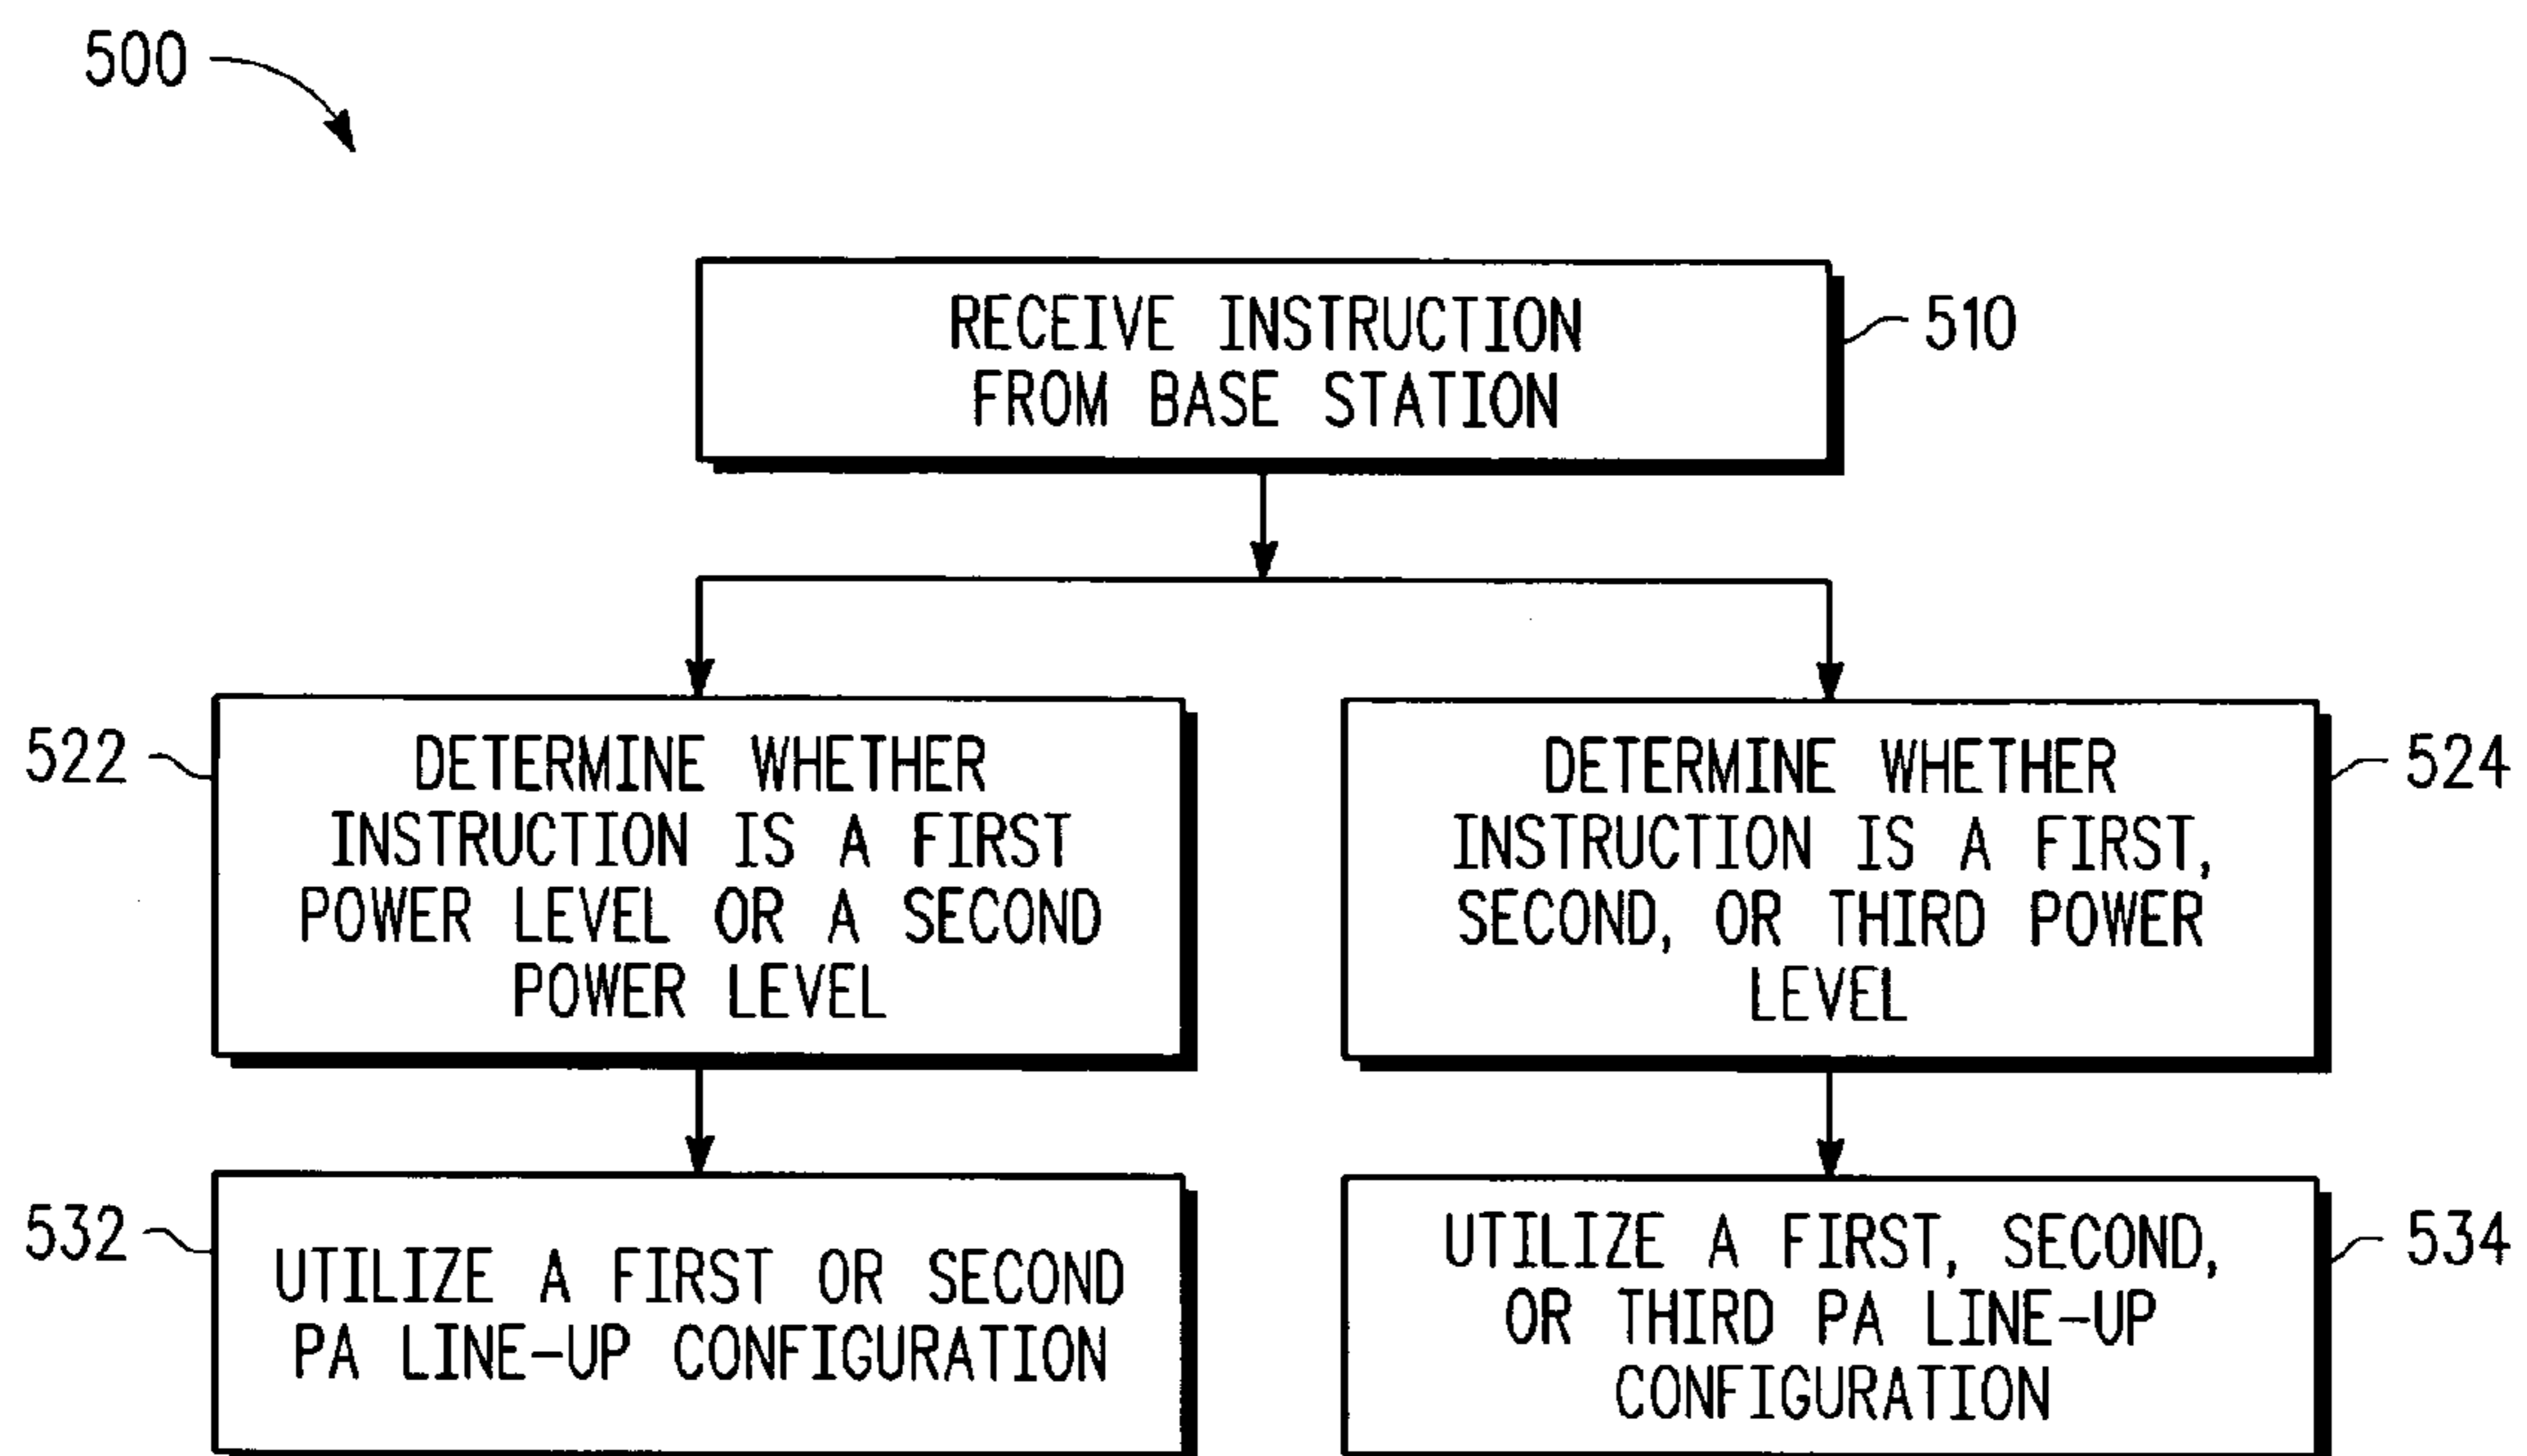 500
RECEIVE INSTRUCTION
FROM BASE STATION
510
522
DETERMINE WHETHER
INSTRUCTION IS A FIRST
POWER LEVEL OR A SECOND
POWER LEVEL
DETERMINE WHETHER
INSTRUCTION IS A FIRST,
SECOND, OR THIRD POWER
LEVEL
524
532
UTILIZE A FIRST OR SECOND
PA LINE-UP CONFIGURATION
UTILIZE A FIRST, SECOND,
OR THIRD PA LINE-UP
CONFIGURATION
534